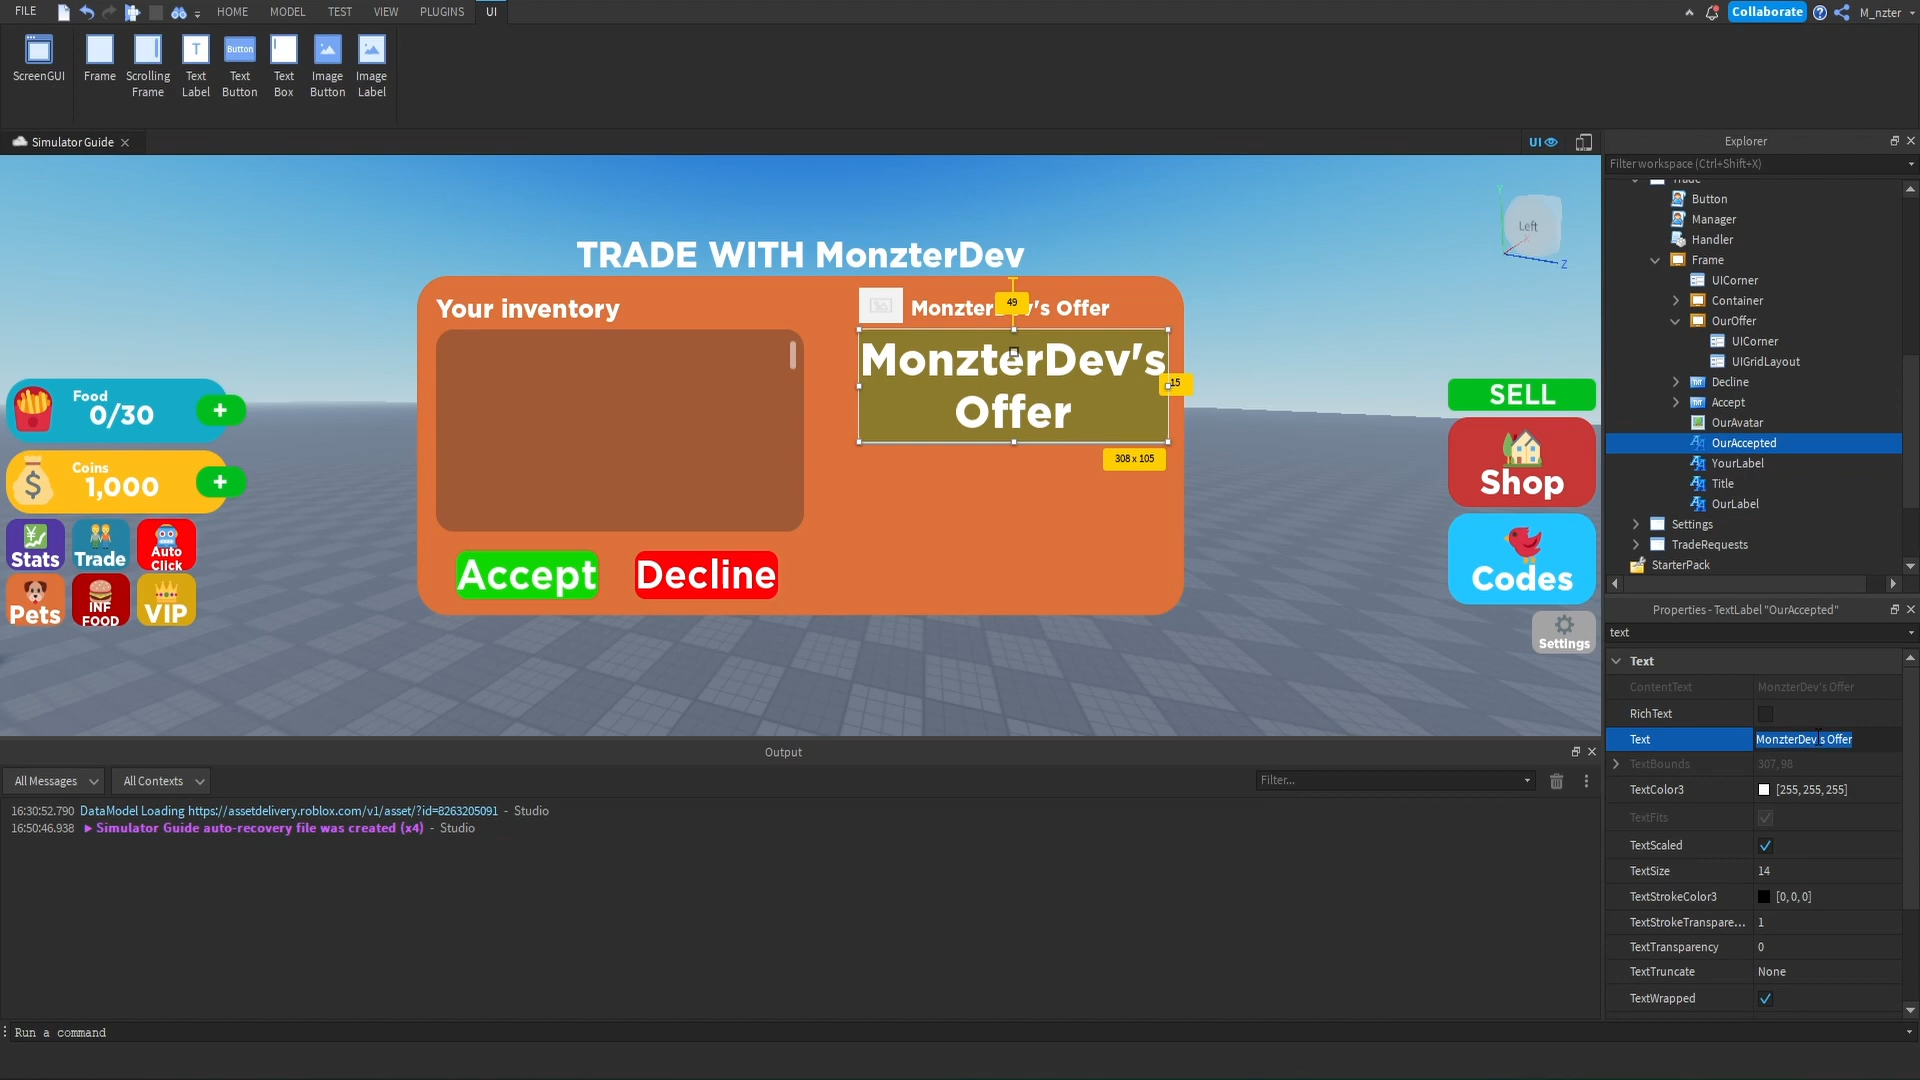 FILE
HOME
MODEL
TEST
VIEW
PLUGINS
UI
Collaborate
M_nzter
ScreenGUI
Frame
Scrolling
Frame
Text
Label
Button
Text
Button
Text
Box
Image
Button
Image
Label
Simulator Guide
UI
TRADE WITH MonzterDev
Your inventory
49
MonzterDev's
Offer
15
308 x 105
Accept
Decline
Food
0/30
+
Coins
1,000
+
Stats
Trade
Auto
Click
Pets
INF
FOOD
VIP
SELL
Shop
Codes
Settings
Left
Y
X
Z
Output
All Messages
All Contexts
Filter...
16:30:52.790 DataModel Loading https://assetdelivery.roblox.com/v1/asset/?id=8263205091 - Studio
16:50:46.938 ▶ Simulator Guide auto-recovery file was created (x4) - Studio
Run a command
Explorer
Filter workspace (Ctrl+Shift+X)
Button
Manager
Handler
Frame
UICorner
Container
OurOffer
UICorner
UIGridLayout
Decline
Accept
OurAvatar
OurAccepted
YourLabel
Title
OurLabel
Settings
TradeRequests
StarterPack
Properties - TextLabel "OurAccepted"
text
Text
ContentText MonzterDev's Offer
RichText
Text MonzterDev's Offer
TextBounds 307, 98
TextColor3 [255, 255, 255]
TextFits
TextScaled
TextSize 14
TextStrokeColor3 [0, 0, 0]
TextStrokeTranspare... 1
TextTransparency 0
TextTruncate None
TextWrapped